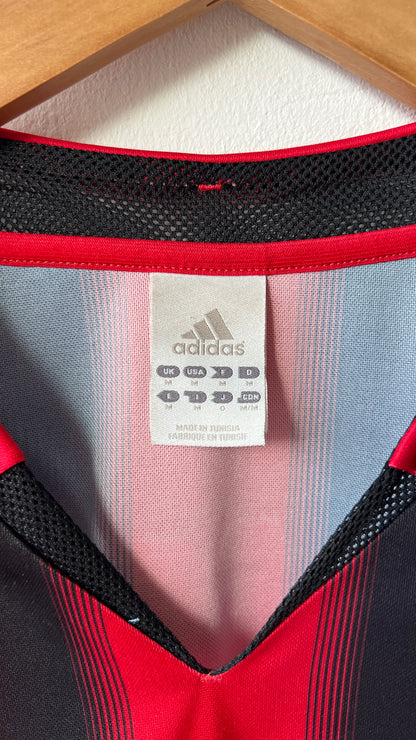 adidas
UK USA F D
M M M M
E I J CDN
M M O M/M
MADE IN TUNISIA
FABRIQUE EN TUNISIE